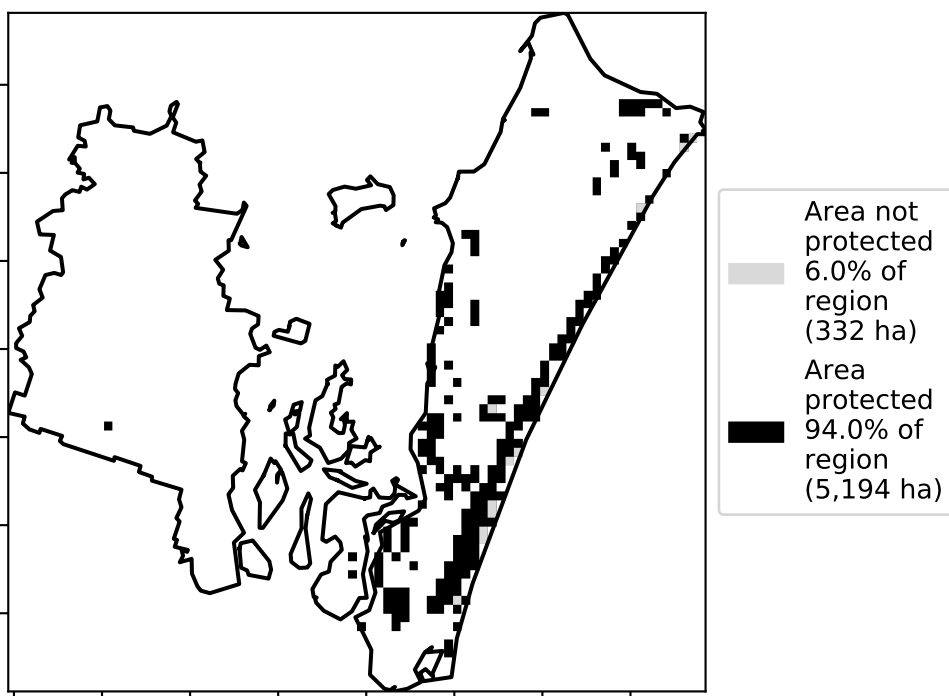 Area not
protected
6.0% of
region
(332 ha)
Area
protected
94.0% of
region
(5,194 ha)